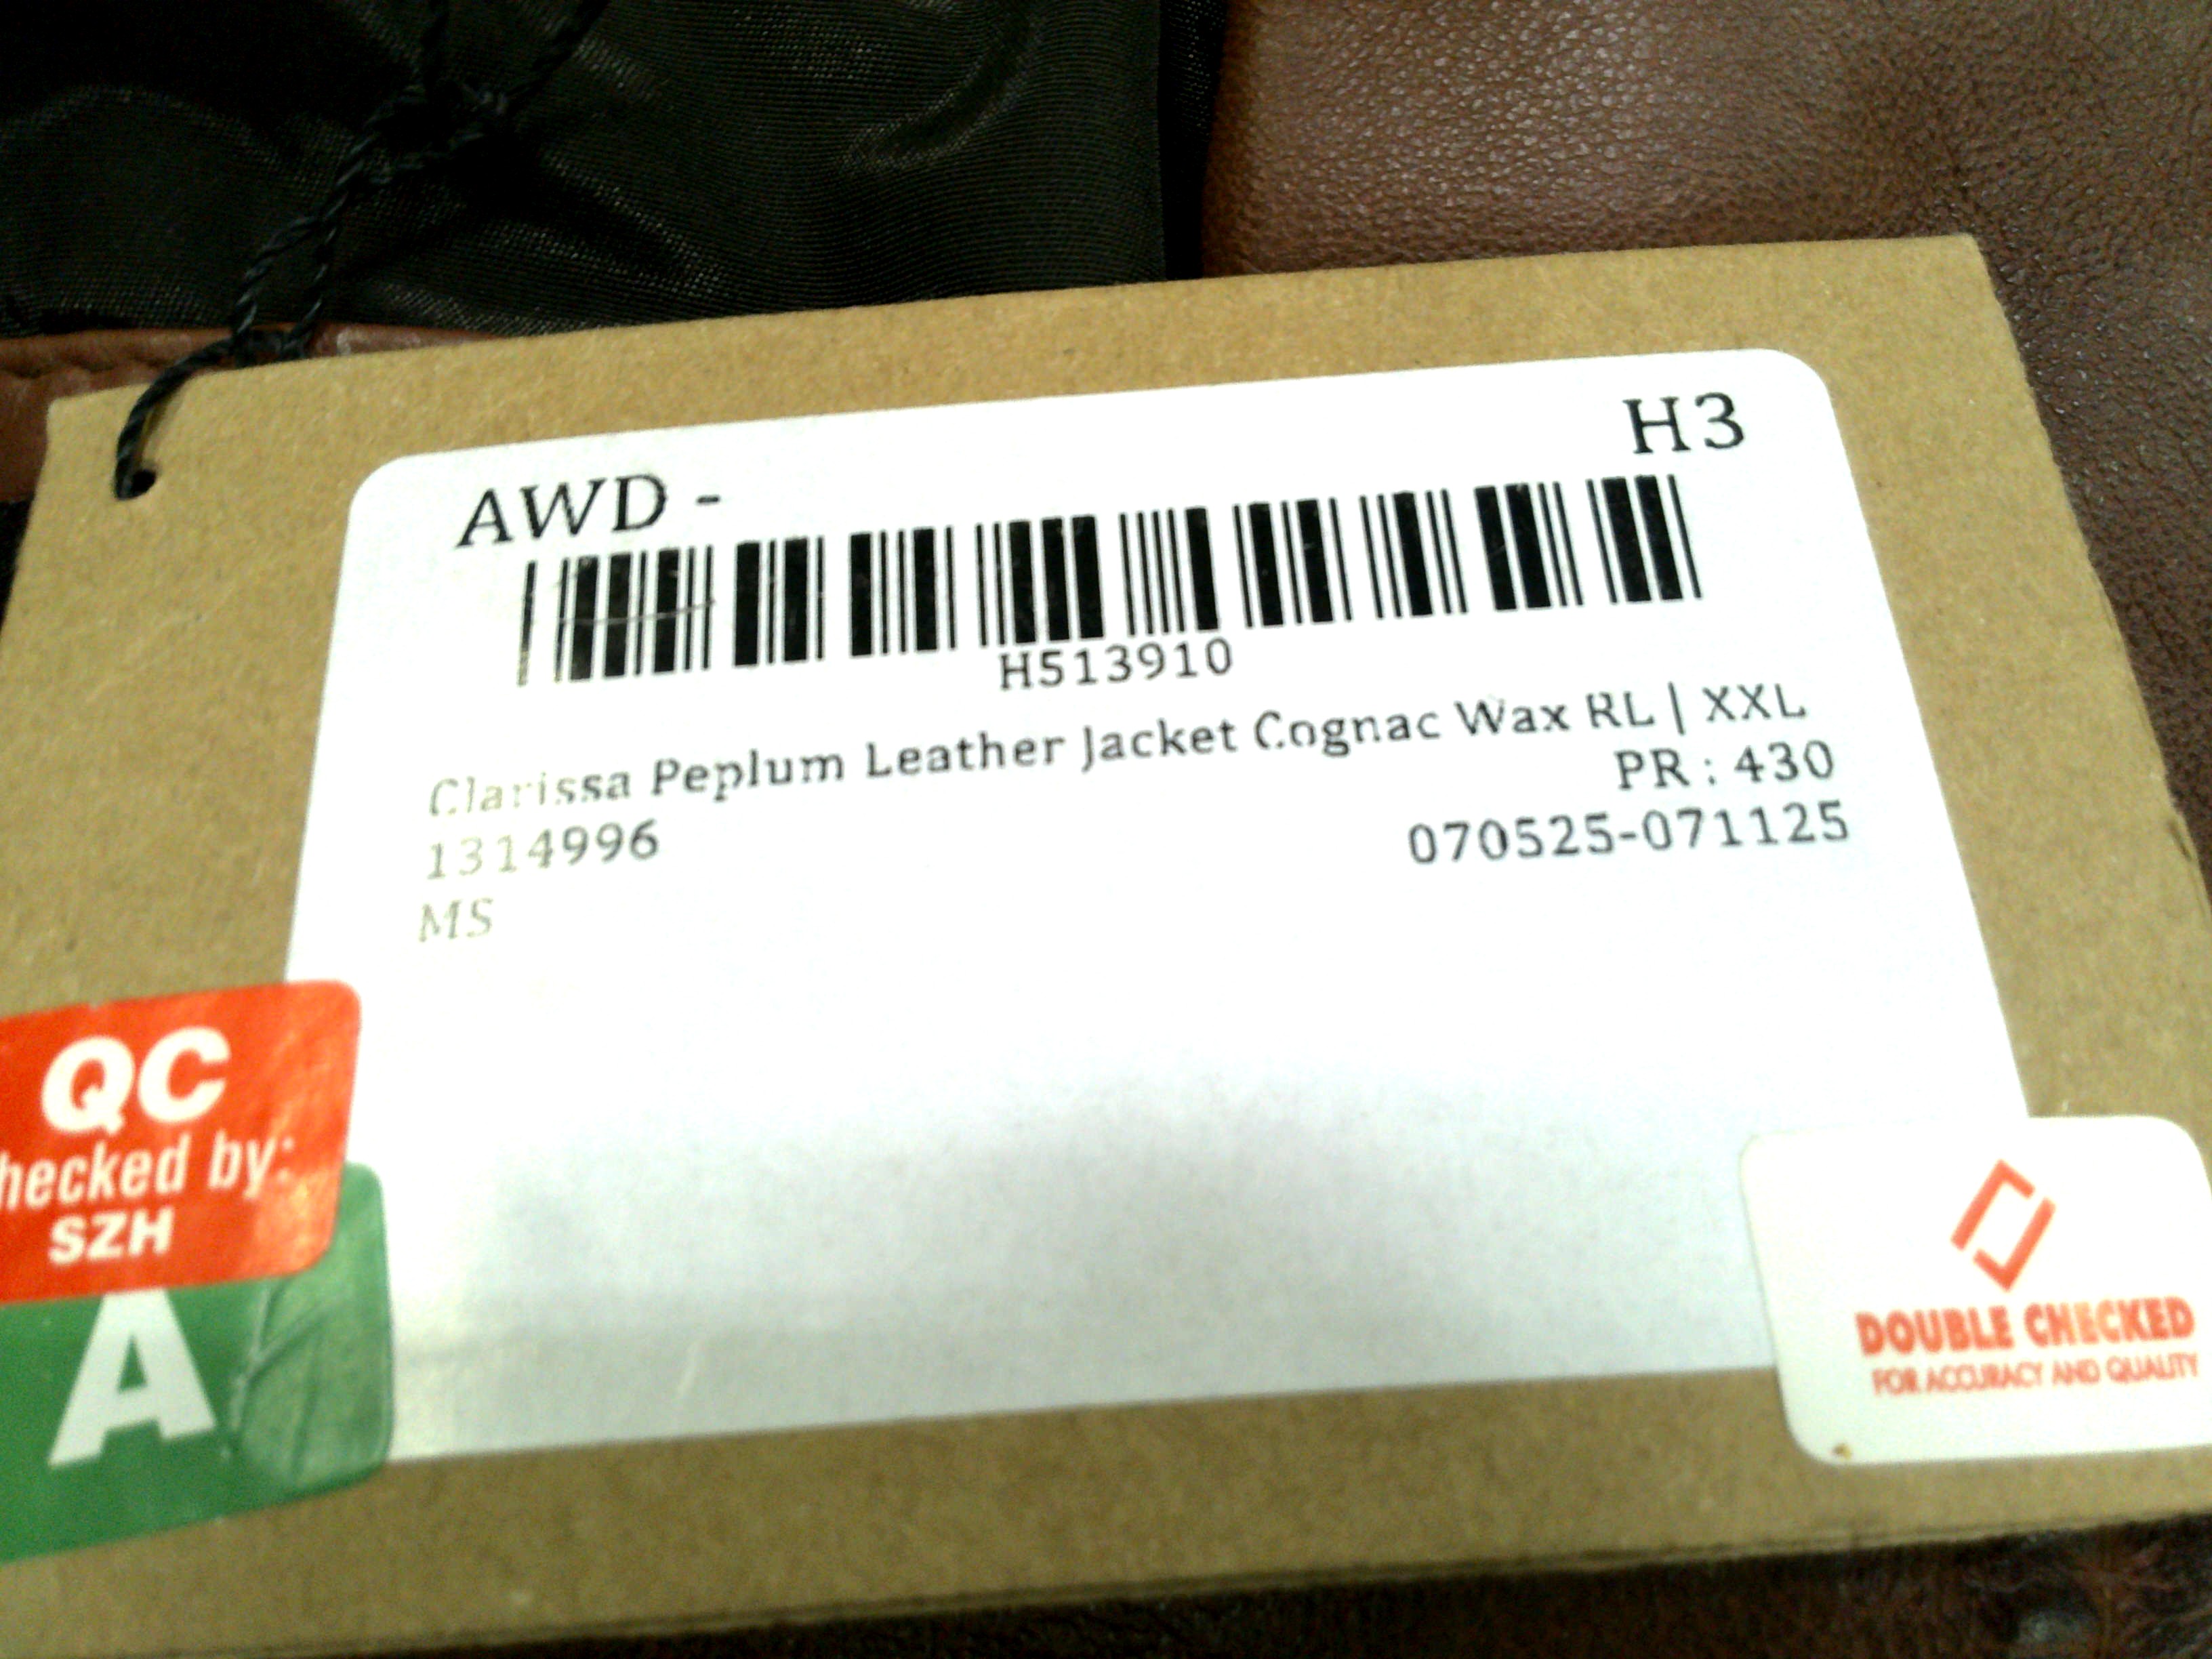 AWD - H3
H513910
Clarissa Peplum Leather Jacket Cognac Wax RL | XXL
PR : 430
1314996 070525-071125
MS
QC
hecked by:
SZH
A
DOUBLE CHECKED
FOR ACCURACY AND QUALITY